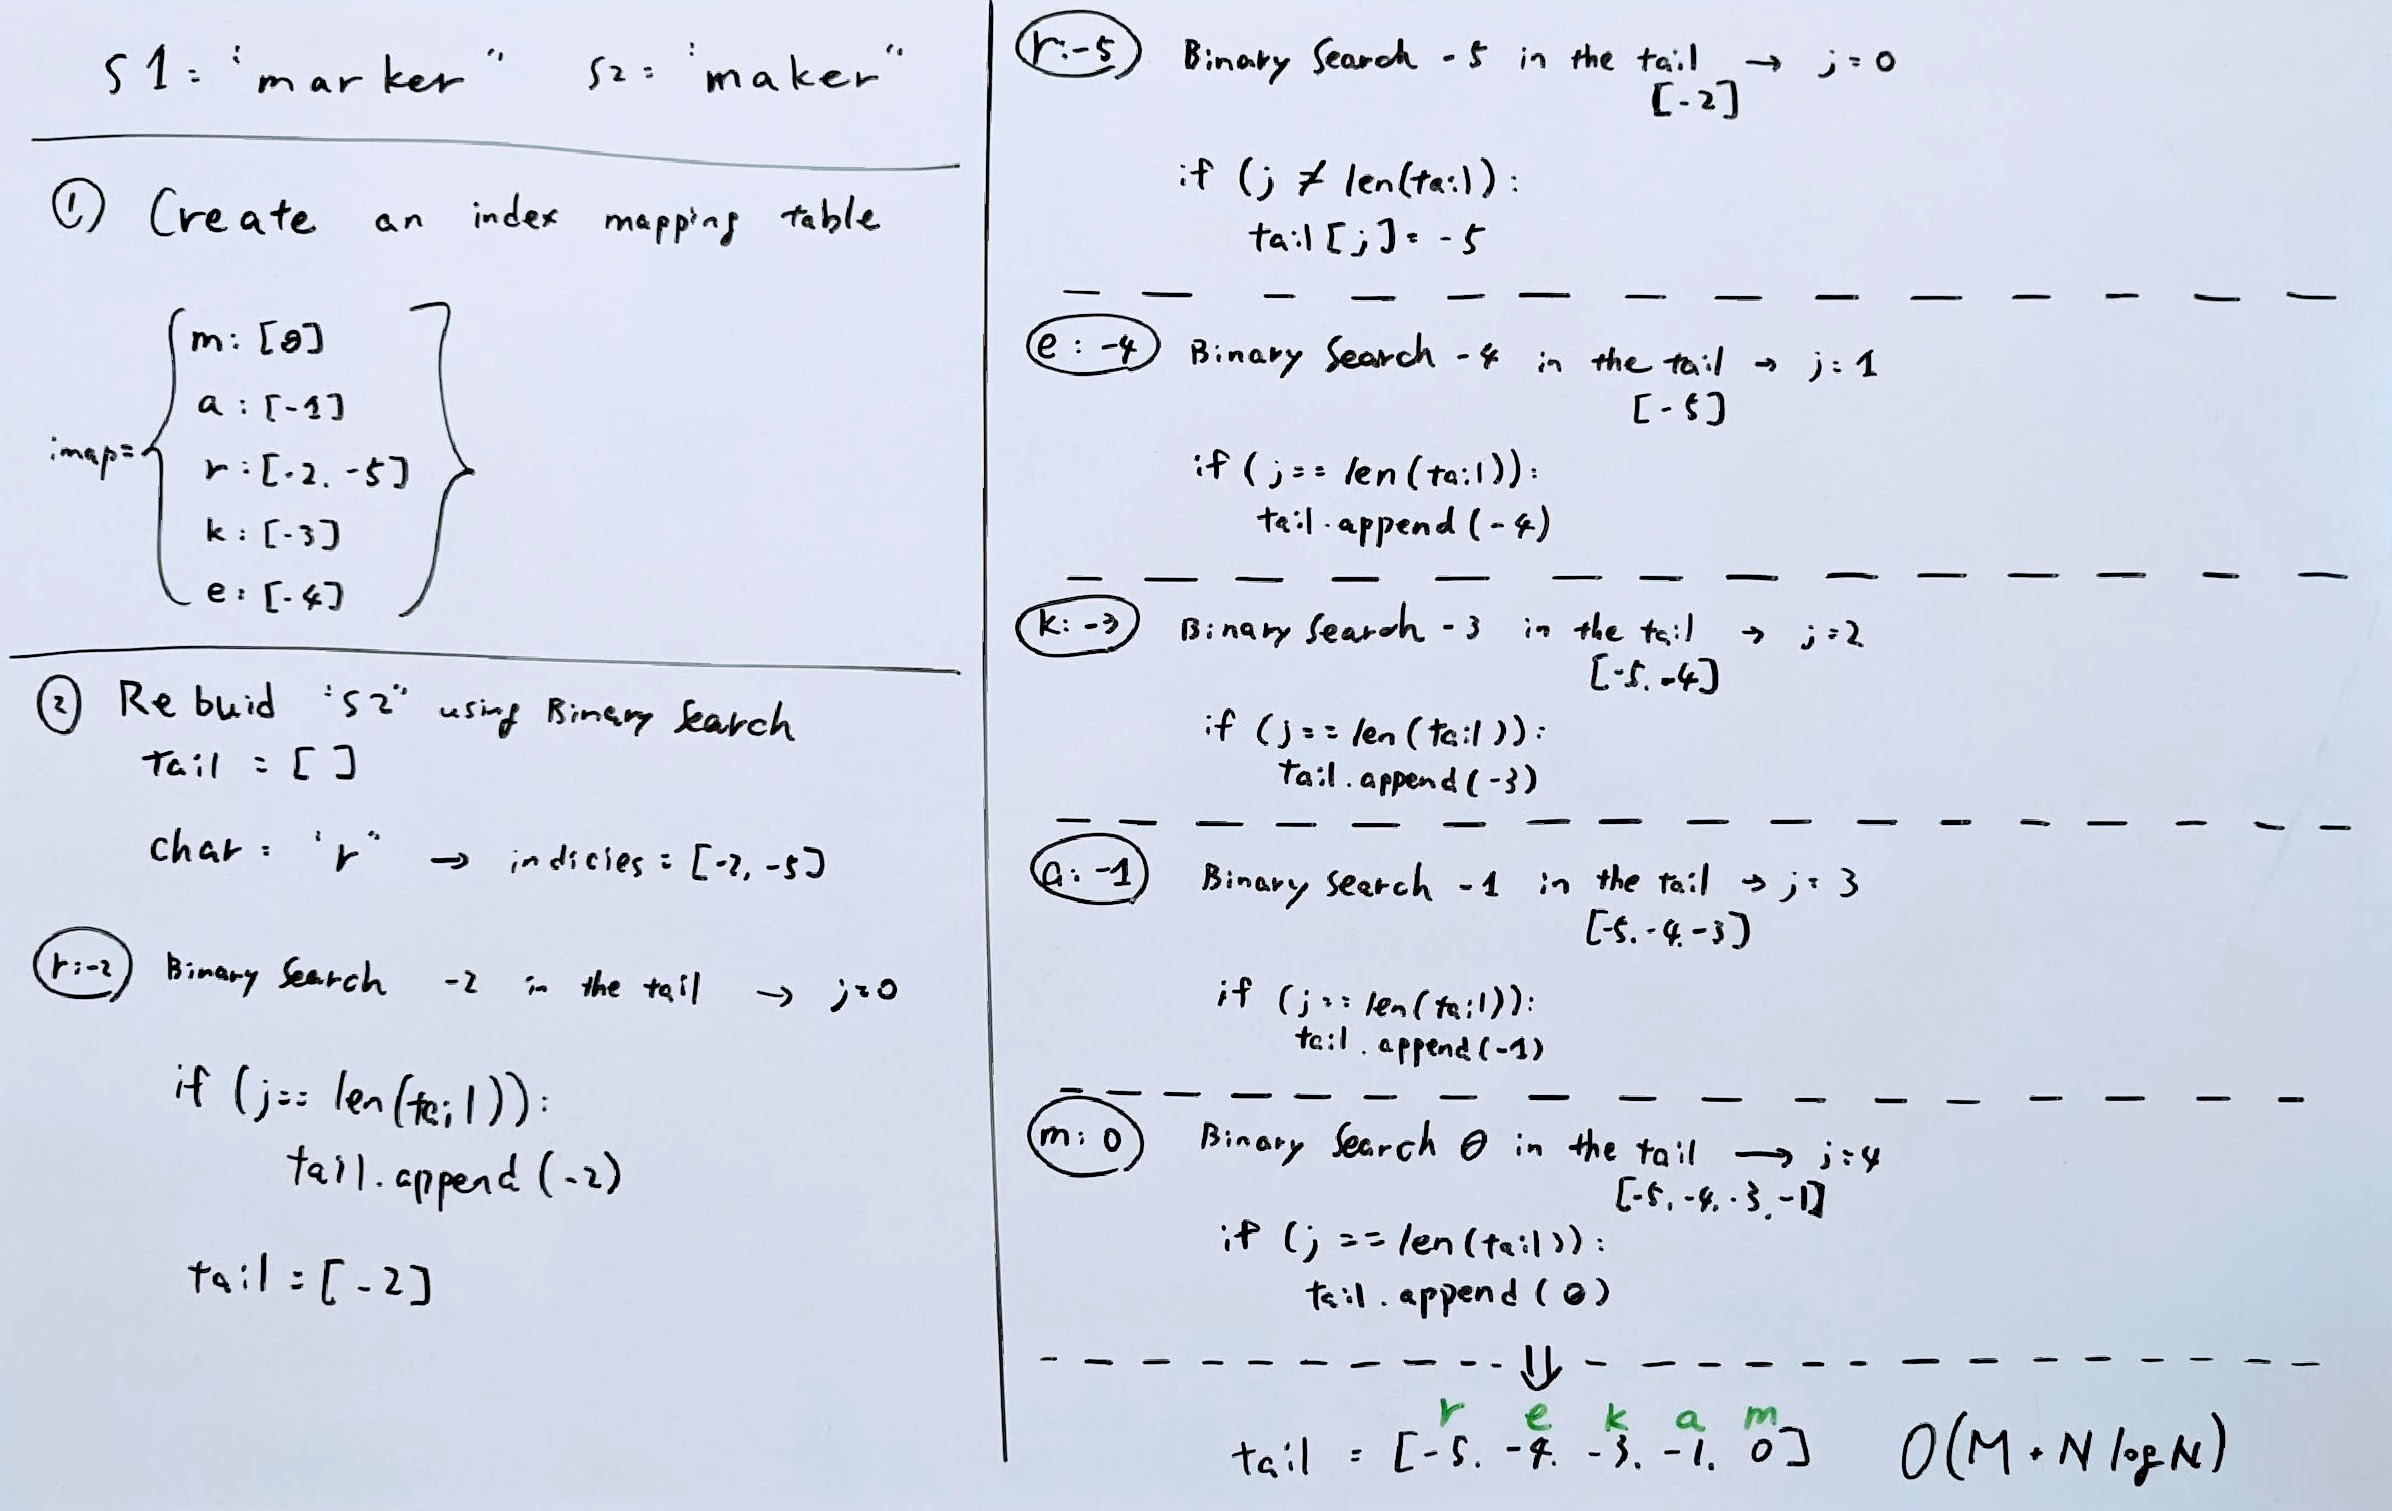 S1 = "marker" S2 = "maker"
① Create an index mapping table
imap = {
m: [0]
a: [-1]
r: [-2, -5]
k: [-3]
e: [-4]
}
② Rebuid "S2" using Binary Search
tail = [ ]
char = "r" → indicies = [-2, -5]
r:-2 Binary Search -2 in the tail → j=0
if (j== len(tail)):
tail.append(-2)
tail = [-2]
r:-5 Binary Search -5 in the tail → j=0
[-2]
if (j ≠ len(tail):
tail[j] = -5
e: -4 Binary Search -4 in the tail → j=1
[-5]
if (j== len(tail)):
tail.append(-4)
k: -3 Binary Search -3 in the tail → j=2
[-5, -4]
if (j== len(tail)):
tail.append(-3)
a: -1 Binary Search -1 in the tail → j=3
[-5, -4, -3]
if (j== len(tail)):
tail.append(-1)
m: 0 Binary Search 0 in the tail → j=4
[-5, -4, -3, -1]
if (j == len(tail)):
tail.append(0)
⇓
r e k a m
tail = [-5, -4, -3, -1, 0] O(M+N log N)